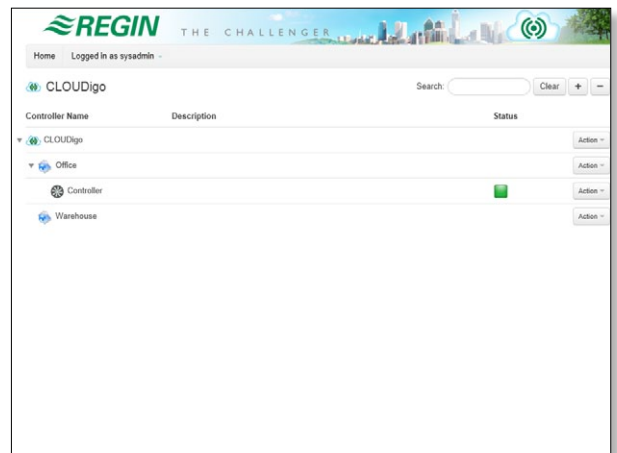 REGIN THE CHALLENGER
Home Logged in as sysadmin
CLOUDigo Search: Clear + −
Controller Name Description Status
CLOUDigo Action
Office Action
Controller Action
Warehouse Action